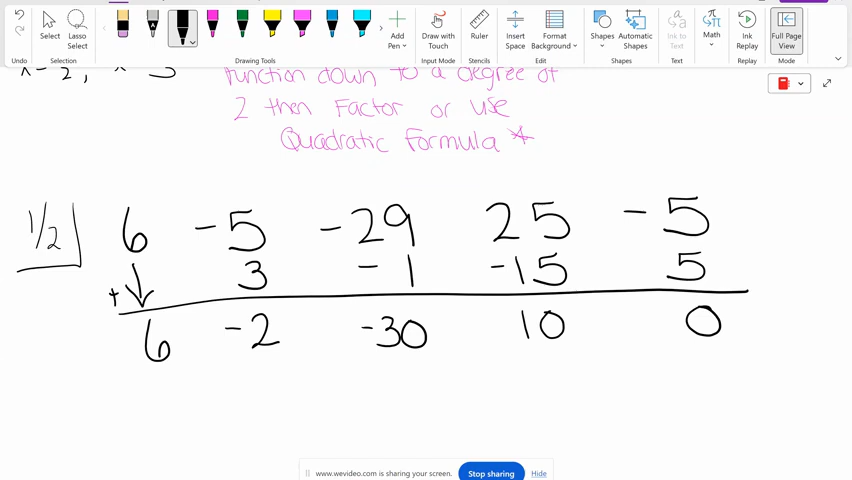 Undo
Select
Lasso Select
Add Pen
Drawing Tools
Draw with Touch
Input Mode
Ruler
Stencils
Insert Space
Format Background
Edit
Shapes
Automatic Shapes
Shapes
Ink to Text
Ink to Text
Math
Math
Ink Replay
Replay
Full Page View
Mode
function down to a degree of
2 then Factor or use
Quadratic Formula *
1/2 6 -5 -29 25 -5
3 -1 -15 5
+
6 -2 -30 10 0
www.wevideo.com is sharing your screen.
Stop sharing
Hide